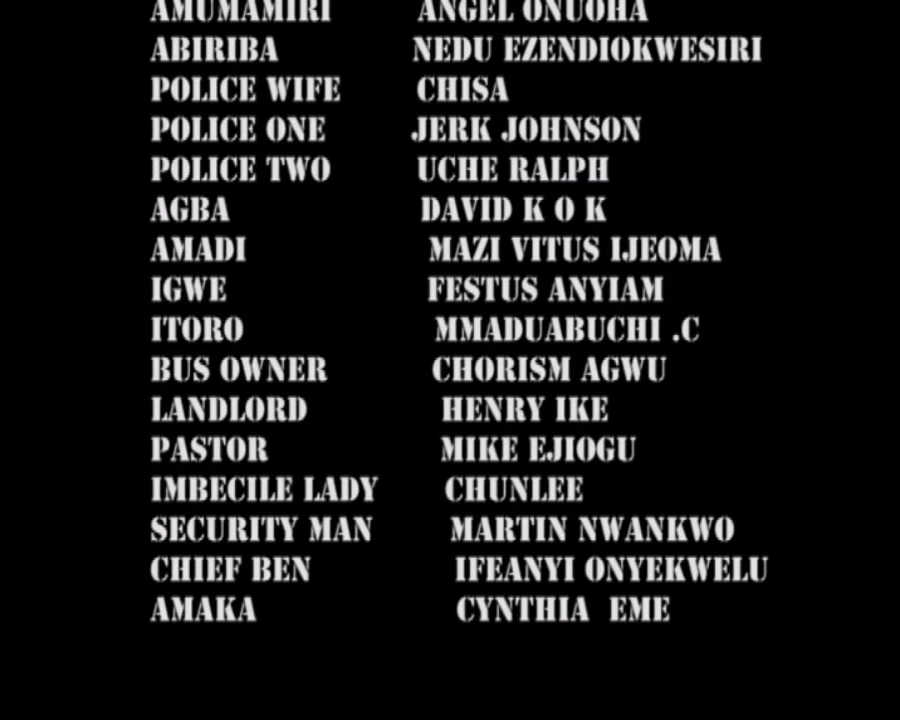 AMUMAMIRI ANGEL ONUOHA
ABIRIBA NEDU EZENDIOKWESIRI
POLICE WIFE CHISA
POLICE ONE JERK JOHNSON
POLICE TWO UCHE RALPH
AGBA DAVID K O K
AMADI MAZI VITUS IJEOMA
IGWE FESTUS ANYIAM
ITORO MMADUABUCHI .C
BUS OWNER CHORISM AGWU
LANDLORD HENRY IKE
PASTOR MIKE EJIOGU
IMBECILE LADY CHUNLEE
SECURITY MAN MARTIN NWANKWO
CHIEF BEN IFEANYI ONYEKWELU
AMAKA CYNTHIA EME